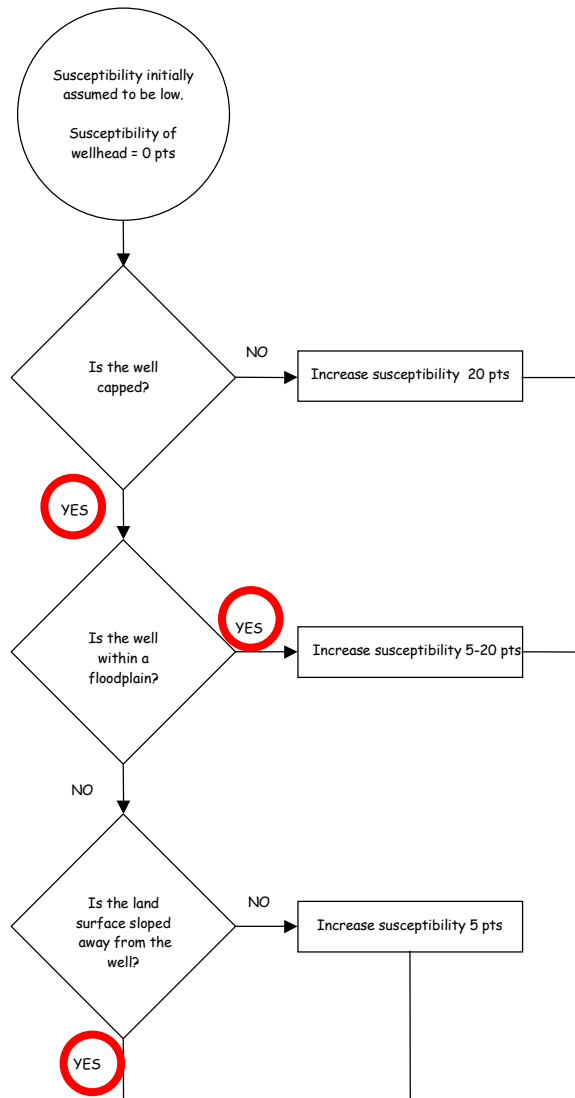 Susceptibility initially
assumed to be low.
Susceptibility of
wellhead = 0 pts
Is the well
capped?
NO
Increase susceptibility 20 pts
YES
Is the well
within a
floodplain?
YES
Increase susceptibility 5-20 pts
NO
Is the land
surface sloped
away from the
well?
NO
Increase susceptibility 5 pts
YES